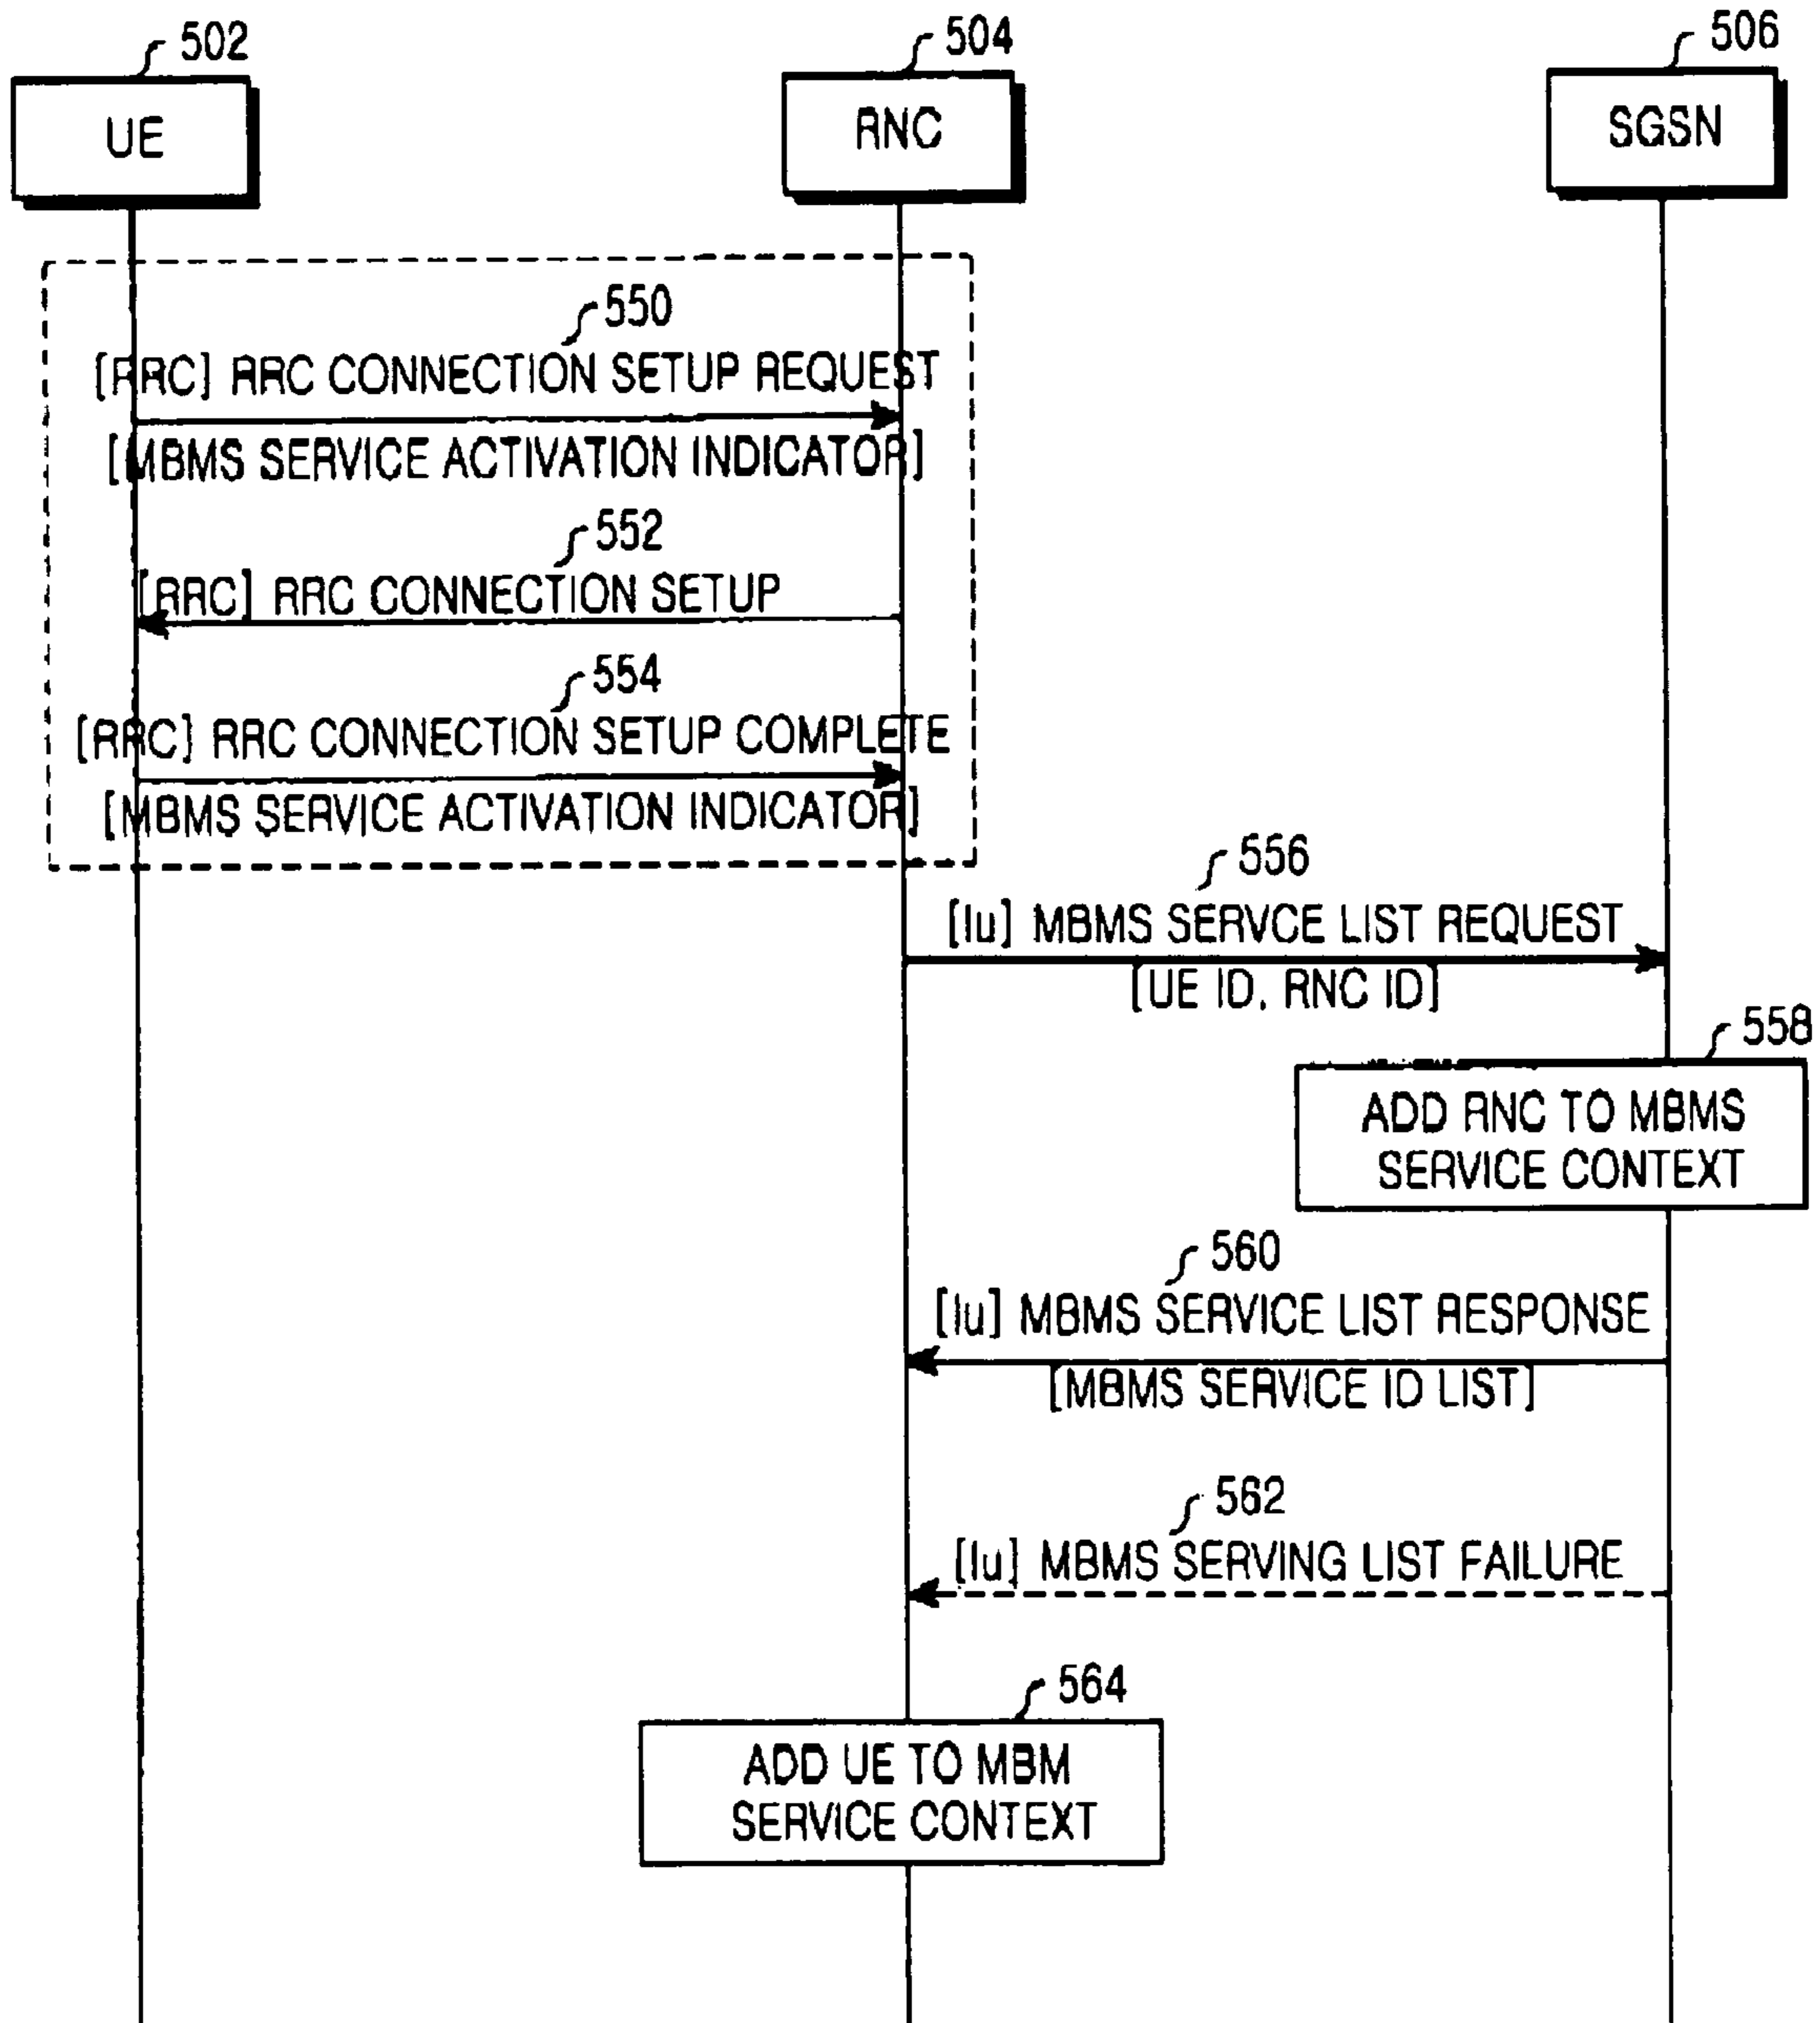 502
504
506
UE
RNC
SGSN
550
[RRC] RRC CONNECTION SETUP REQUEST
[MBMS SERVICE ACTIVATION INDICATOR]
552
[RRC] RRC CONNECTION SETUP
554
[RRC] RRC CONNECTION SETUP COMPLETE
[MBMS SERVICE ACTIVATION INDICATOR]
556
[Iu] MBMS SERVCE LIST REQUEST
[UE ID, RNC ID]
558
ADD RNC TO MBMS
SERVICE CONTEXT
560
[Iu] MBMS SERVICE LIST RESPONSE
[MBMS SERVICE ID LIST]
562
[Iu] MBMS SERVING LIST FAILURE
564
ADD UE TO MBM
SERVICE CONTEXT